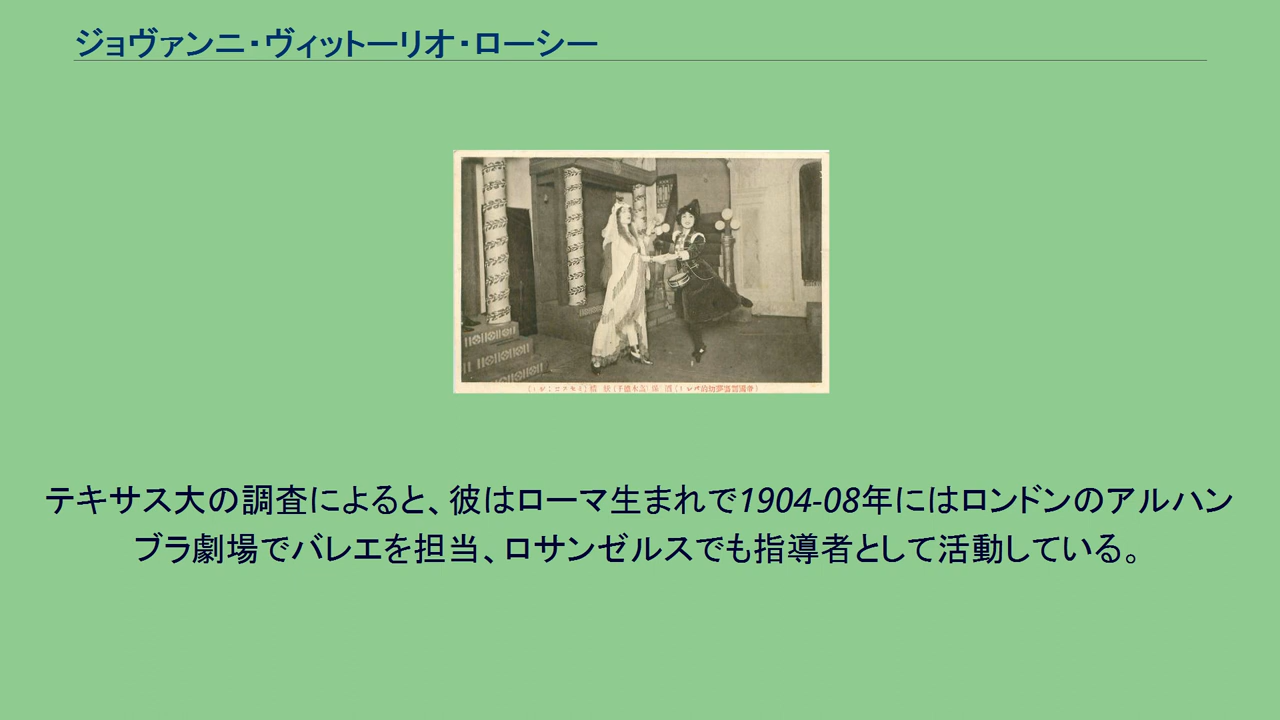 ジョヴァンニ・ヴィットーリオ・ローシー
テキサス大の調査によると、彼はローマ生まれで1904-08年にはロンドンのアルハン
ブラ劇場でバレエを担当、ロサンゼルスでも指導者として活動している。